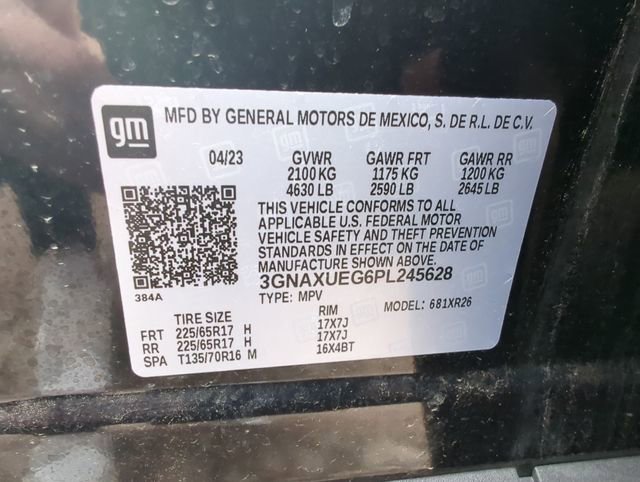 gm
MFD BY GENERAL MOTORS DE MEXICO, S. DE R.L. DE C.V.
04/23 GVWR GAWR FRT GAWR RR
2100 KG 1175 KG 1200 KG
4630 LB 2590 LB 2645 LB
THIS VEHICLE CONFORMS TO ALL
APPLICABLE U.S. FEDERAL MOTOR
VEHICLE SAFETY AND THEFT PREVENTION
STANDARDS IN EFFECT ON THE DATE OF
MANUFACTURE SHOWN ABOVE.
3GNAXUEG6PL245628
384A
TYPE: MPV MODEL: 681XR26
TIRE SIZE RIM
FRT 225/65R17 H 17X7J
RR 225/65R17 H 17X7J
SPA T135/70R16 M 16X4BT